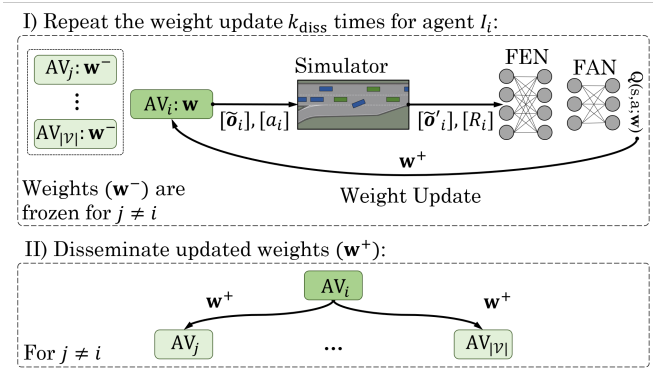 I) Repeat the weight update k_diss times for agent I_i:
AV_j: w⁻
⋮
AV_|𝒱|: w⁻
AV_i: w
Simulator
[õ_i], [a_i]
[õ'_i], [R_i]
FEN
FAN
Q(s,a;w)
w⁺
Weight Update
Weights (w⁻) are
frozen for j ≠ i
II) Disseminate updated weights (w⁺):
AV_i
w⁺
w⁺
AV_j
...
AV_|𝒱|
For j ≠ i